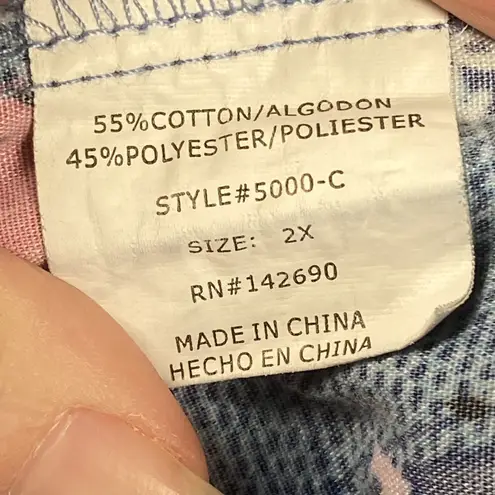 55%COTTON/ALGODON
45%POLYESTER/POLIESTER
STYLE#5000-C
SIZE: 2X
RN#142690
MADE IN CHINA
HECHO EN CHINA